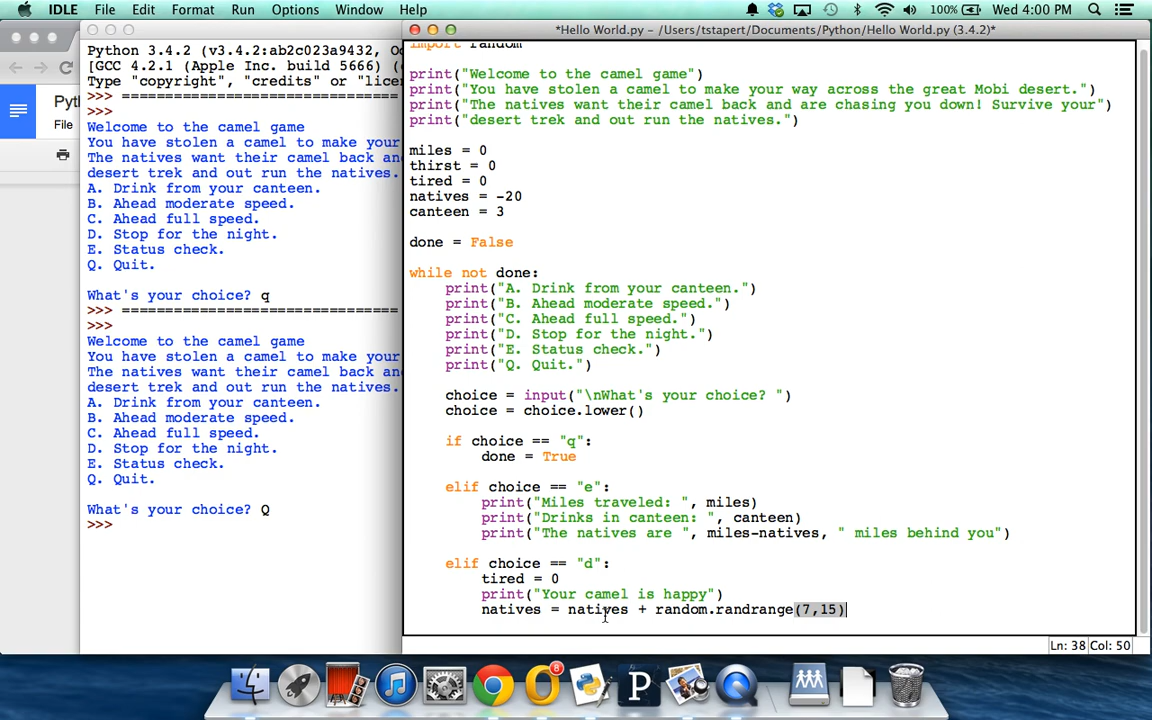 IDLE File Edit Format Run Options Window Help 100% Wed 4:00 PM
*Hello World.py – /Users/tstapert/Documents/Python/Hello World.py (3.4.2)*
Python 3.4.2 (v3.4.2:ab2c023a9432, Oc
[GCC 4.2.1 (Apple Inc. build 5666) (
Type "copyright", "credits" or "lice
>>> ================================
>>>
Welcome to the camel game
You have stolen a camel to make your
The natives want their camel back an
desert trek and out run the natives.
A. Drink from your canteen.
B. Ahead moderate speed.
C. Ahead full speed.
D. Stop for the night.
E. Status check.
Q. Quit.
What's your choice? q
>>> ================================
>>>
Welcome to the camel game
You have stolen a camel to make your
The natives want their camel back an
desert trek and out run the natives.
A. Drink from your canteen.
B. Ahead moderate speed.
C. Ahead full speed.
D. Stop for the night.
E. Status check.
Q. Quit.
What's your choice? Q
>>>
Pyt
File
import random
print("Welcome to the camel game")
print("You have stolen a camel to make your way across the great Mobi desert.")
print("The natives want their camel back and are chasing you down! Survive your")
print("desert trek and out run the natives.")
miles = 0
thirst = 0
tired = 0
natives = -20
canteen = 3
done = False
while not done:
print("A. Drink from your canteen.")
print("B. Ahead moderate speed.")
print("C. Ahead full speed.")
print("D. Stop for the night.")
print("E. Status check.")
print("Q. Quit.")
choice = input("\nWhat's your choice? ")
choice = choice.lower()
if choice == "q":
done = True
elif choice == "e":
print("Miles traveled: ", miles)
print("Drinks in canteen: ", canteen)
print("The natives are ", miles-natives, " miles behind you")
elif choice == "d":
tired = 0
print("Your camel is happy")
natives = natives + random.randrange(7,15)
Ln: 38 Col: 50
8
P